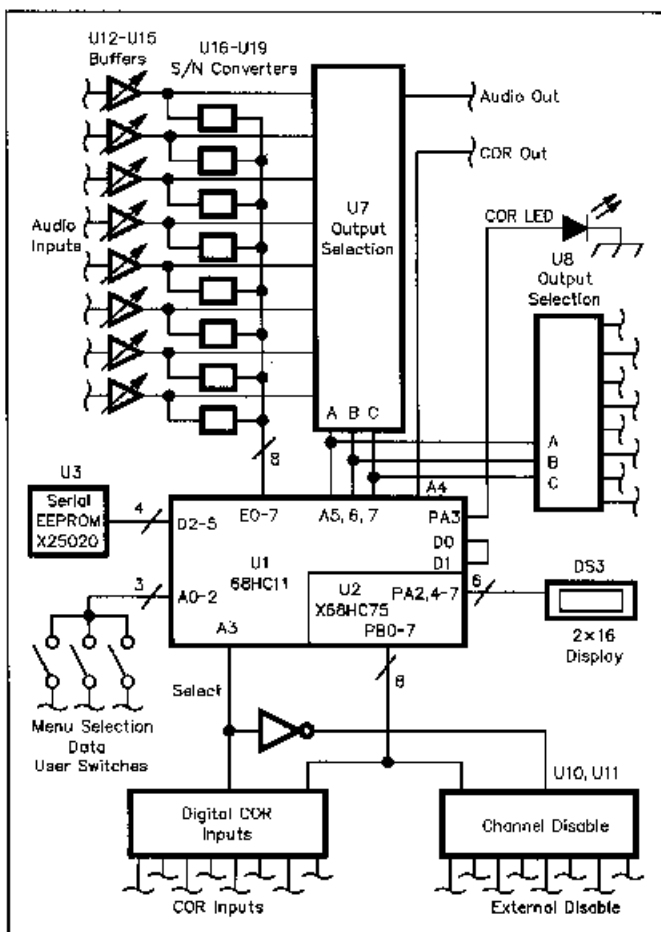 U12-U15
Buffers
U16-U19
S/N Converters
Audio Out
COR Out
U7
Output
Selection
COR LED
Audio
Inputs
U8
Output
Selection
A B C
A
B
C
8
U3
Serial
EEPROM
X25020
4
D2-5
E0-7
A5, 6, 7
A4
PA3
U1
68HC11
D0
D1
3
A0-2
U2
X68HC75
PA2,4-7
6
DS3
2×16
Display
A3
PB0-7
8
Select
Menu Selection
Data
User Switches
U10, U11
Digital COR
Inputs
Channel Disable
COR Inputs
External Disable